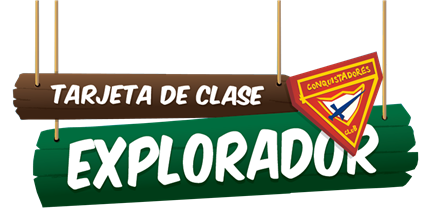 TARJETA DE CLASE
CONQUISTADORES
CLUB
EXPLORADOR